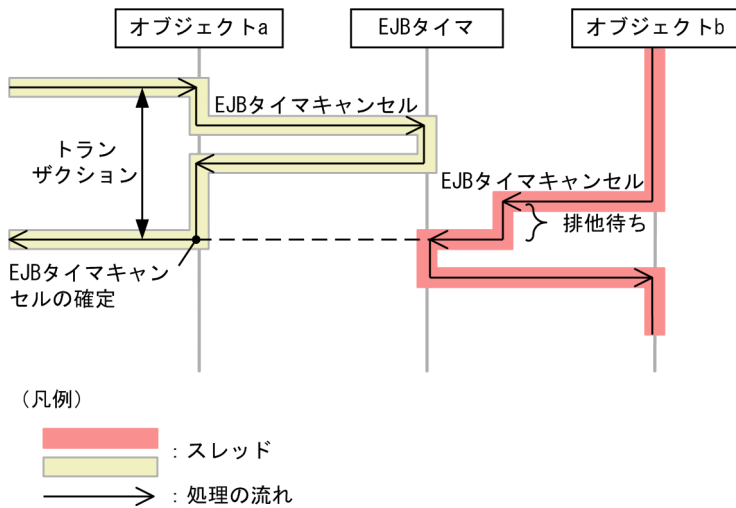 オブジェクトa
EJBタイマ
オブジェクトb
EJBタイマキャンセル
トラン
ザクション
EJBタイマキャンセル
排他待ち
EJBタイマキャン
セルの確定
（凡例）
：スレッド
：処理の流れ